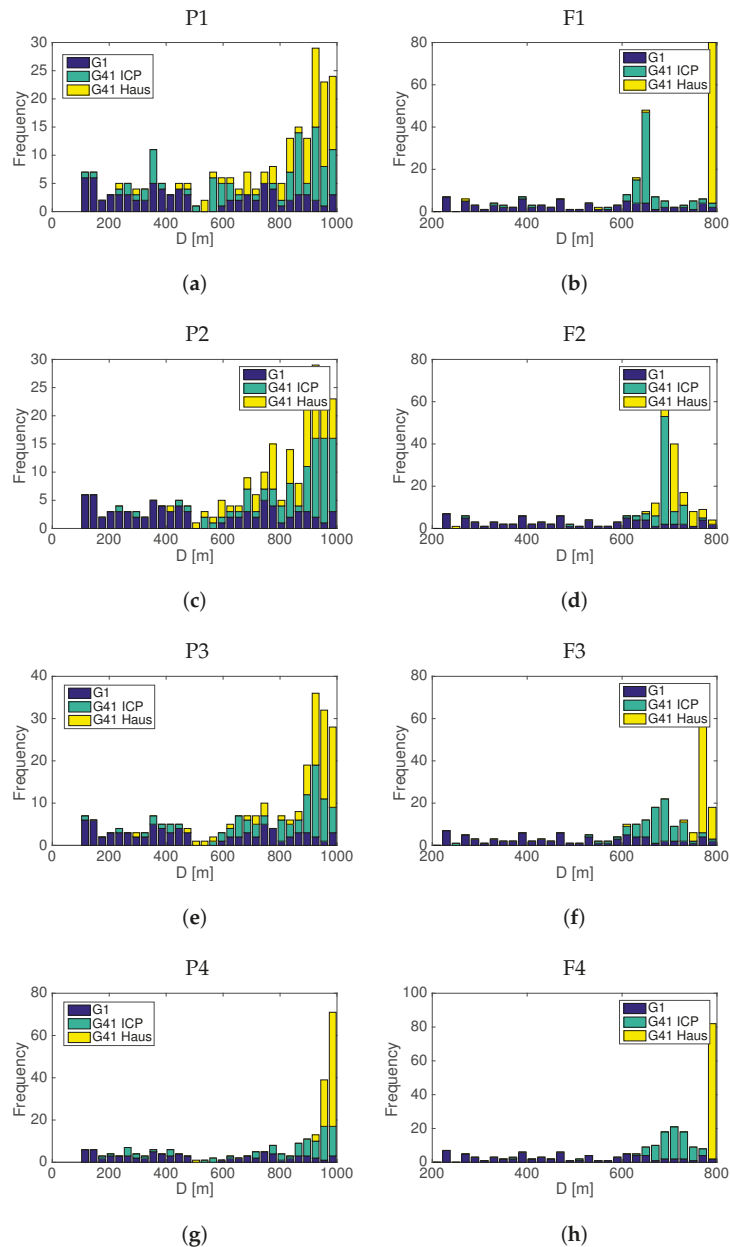 P1
F1
30
25
20
15
10
5
0
Frequency
G1
G41 ICP
G41 Haus
0 200 400 600 800 1000
D [m]
80
60
40
20
0
Frequency
G1
G41 ICP
G41 Haus
200 400 600 800
D [m]
(a)
(b)
P2
F2
30
25
20
15
10
5
0
Frequency
G1
G41 ICP
G41 Haus
0 200 400 600 800 1000
D [m]
80
60
40
20
0
Frequency
G1
G41 ICP
G41 Haus
200 400 600 800
D [m]
(c)
(d)
P3
F3
40
30
20
10
0
Frequency
G1
G41 ICP
G41 Haus
0 200 400 600 800 1000
D [m]
80
60
40
20
0
Frequency
G1
G41 ICP
G41 Haus
200 400 600 800
D [m]
(e)
(f)
P4
F4
80
60
40
20
0
Frequency
G1
G41 ICP
G41 Haus
0 200 400 600 800 1000
D [m]
100
80
60
40
20
0
Frequency
G1
G41 ICP
G41 Haus
200 400 600 800
D [m]
(g)
(h)